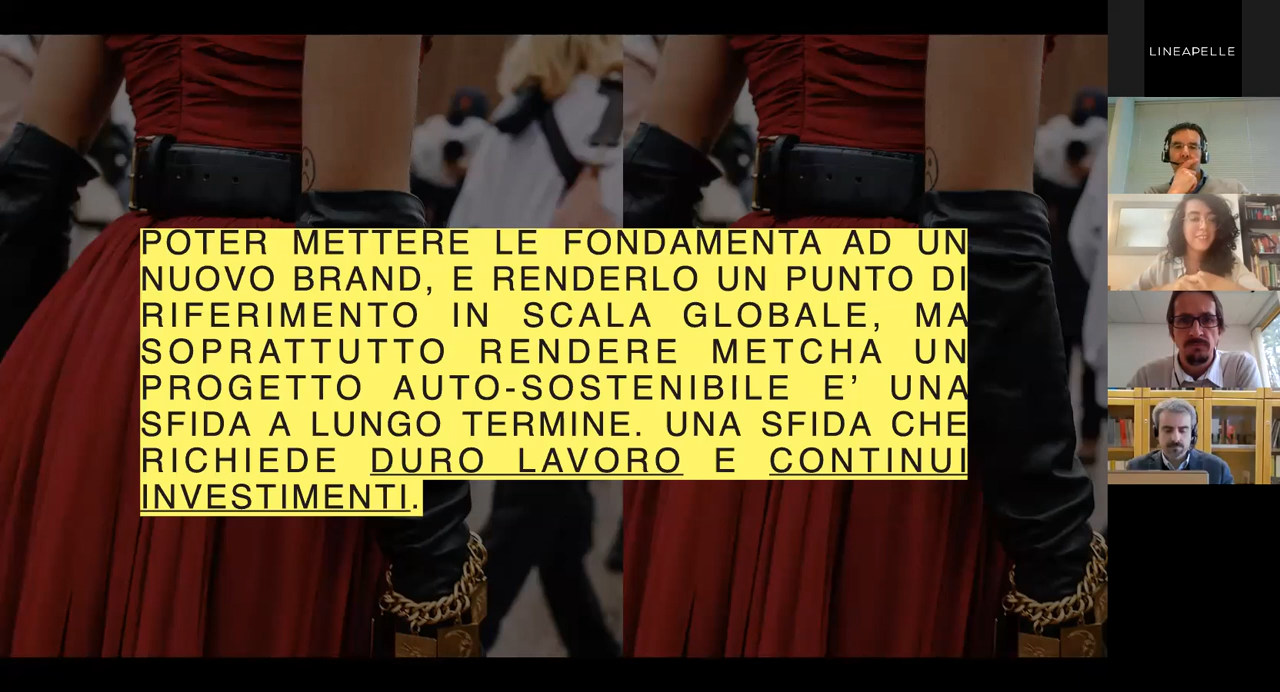 LINEAPELLE
POTER METTERE LE FONDAMENTA AD UN
NUOVO BRAND, E RENDERLO UN PUNTO DI
RIFERIMENTO IN SCALA GLOBALE, MA
SOPRATTUTTO RENDERE METCHA UN
PROGETTO AUTO-SOSTENIBILE E’ UNA
SFIDA A LUNGO TERMINE. UNA SFIDA CHE
RICHIEDE DURO LAVORO E CONTINUI
INVESTIMENTI.